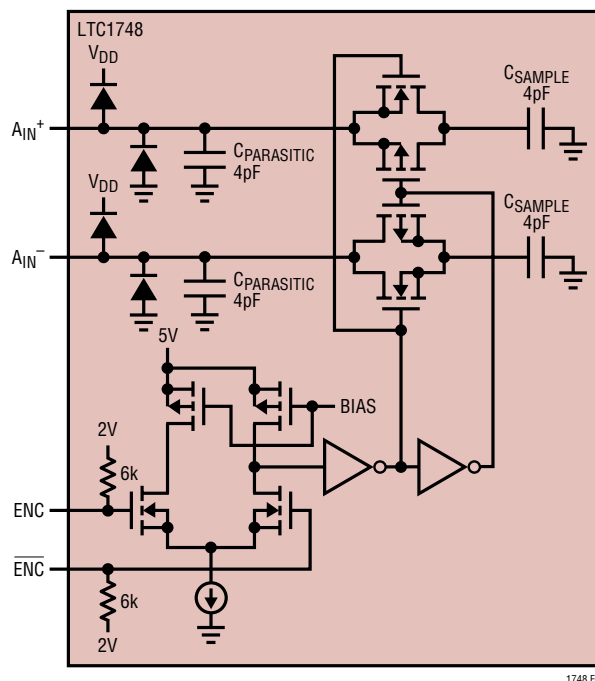 LTC1748
VDD
AIN+
CPARASITIC
4pF
CSAMPLE
4pF
VDD
AIN–
CPARASITIC
4pF
CSAMPLE
4pF
5V
BIAS
2V
6k
ENC
ENC
6k
2V
1748 F